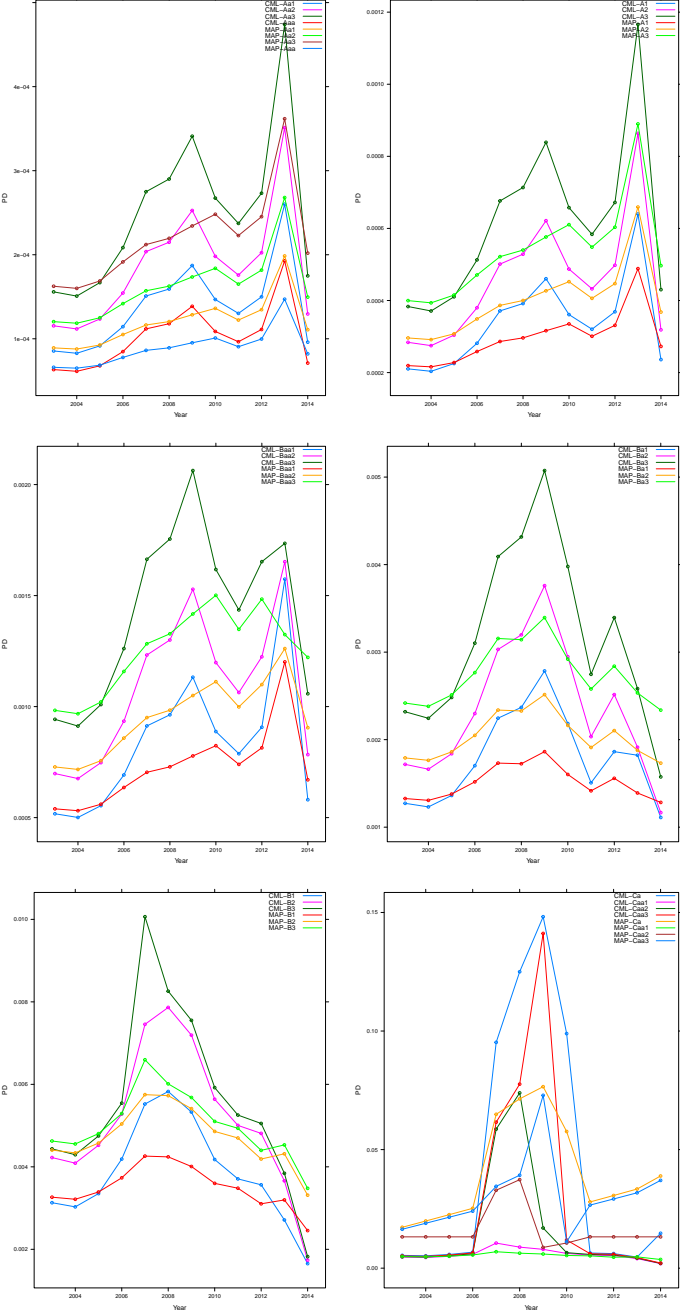 CML-Aa1
CML-Aa2
CML-Aa3
CML-Aaa
MAP-Aa1
MAP-Aa2
MAP-Aa3
MAP-Aaa
4e-04
3e-04
2e-04
1e-04
PD
2004
2006
2008
2010
2012
2014
Year
CML-A1
CML-A2
CML-A3
MAP-A1
MAP-A2
MAP-A3
0.0012
0.0010
0.0008
0.0006
0.0004
0.0002
PD
2004
2006
2008
2010
2012
2014
Year
CML-Baa1
CML-Baa2
CML-Baa3
MAP-Baa1
MAP-Baa2
MAP-Baa3
0.0020
0.0015
0.0010
0.0005
PD
2004
2006
2008
2010
2012
2014
Year
CML-Ba1
CML-Ba2
CML-Ba3
MAP-Ba1
MAP-Ba2
MAP-Ba3
0.005
0.004
0.003
0.002
0.001
PD
2004
2006
2008
2010
2012
2014
Year
CML-B1
CML-B2
CML-B3
MAP-B1
MAP-B2
MAP-B3
0.010
0.008
0.006
0.004
0.002
PD
2004
2006
2008
2010
2012
2014
Year
CML-Ca
CML-Caa1
CML-Caa2
CML-Caa3
MAP-Ca
MAP-Caa1
MAP-Caa2
MAP-Caa3
0.15
0.10
0.05
0.00
PD
2004
2006
2008
2010
2012
2014
Year